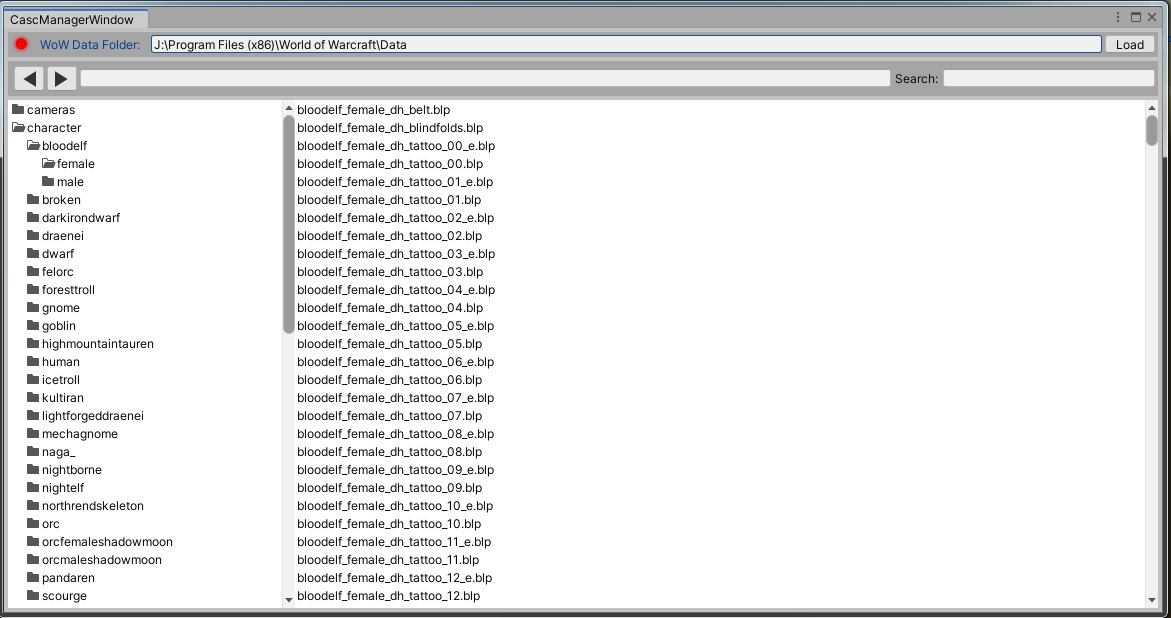 CascManagerWindow
WoW Data Folder: J:\Program Files (x86)\World of Warcraft\Data Load
Search:
cameras
character
bloodelf
female
male
broken
darkirondwarf
draenei
dwarf
felorc
foresttroll
gnome
goblin
highmountaintauren
human
icetroll
kultiran
lightforgeddraenei
mechagnome
naga_
nightborne
nightelf
northrendskeleton
orc
orcfemaleshadowmoon
orcmaleshadowmoon
pandaren
scourge
bloodelf_female_dh_belt.blp
bloodelf_female_dh_blindfolds.blp
bloodelf_female_dh_tattoo_00_e.blp
bloodelf_female_dh_tattoo_00.blp
bloodelf_female_dh_tattoo_01_e.blp
bloodelf_female_dh_tattoo_01.blp
bloodelf_female_dh_tattoo_02_e.blp
bloodelf_female_dh_tattoo_02.blp
bloodelf_female_dh_tattoo_03_e.blp
bloodelf_female_dh_tattoo_03.blp
bloodelf_female_dh_tattoo_04_e.blp
bloodelf_female_dh_tattoo_04.blp
bloodelf_female_dh_tattoo_05_e.blp
bloodelf_female_dh_tattoo_05.blp
bloodelf_female_dh_tattoo_06_e.blp
bloodelf_female_dh_tattoo_06.blp
bloodelf_female_dh_tattoo_07_e.blp
bloodelf_female_dh_tattoo_07.blp
bloodelf_female_dh_tattoo_08_e.blp
bloodelf_female_dh_tattoo_08.blp
bloodelf_female_dh_tattoo_09_e.blp
bloodelf_female_dh_tattoo_09.blp
bloodelf_female_dh_tattoo_10_e.blp
bloodelf_female_dh_tattoo_10.blp
bloodelf_female_dh_tattoo_11_e.blp
bloodelf_female_dh_tattoo_11.blp
bloodelf_female_dh_tattoo_12_e.blp
bloodelf_female_dh_tattoo_12.blp